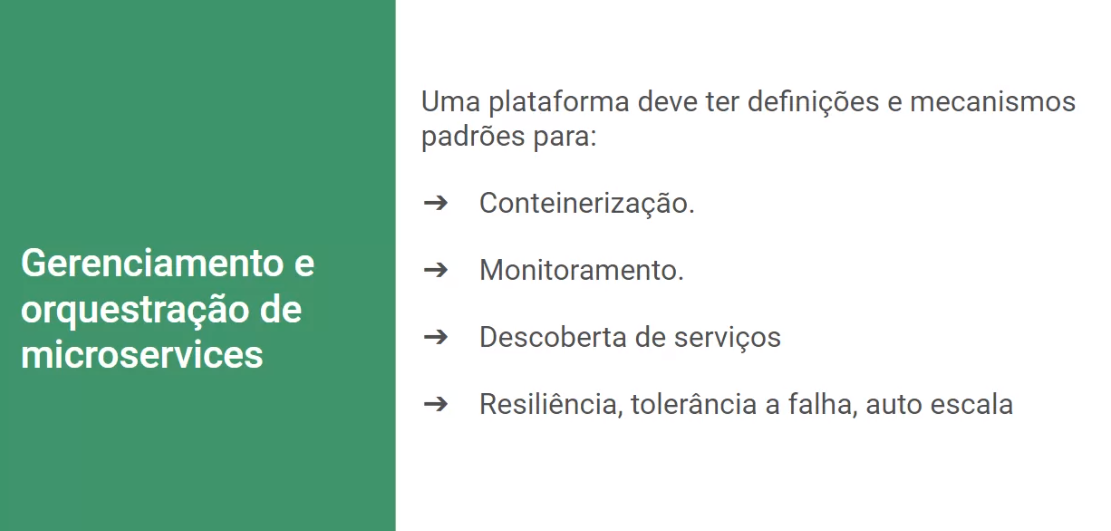 Gerenciamento e
orquestração de
microservices
Uma plataforma deve ter definições e mecanismos
padrões para:
➔ Conteinerização.
➔ Monitoramento.
➔ Descoberta de serviços
➔ Resiliência, tolerância a falha, auto escala